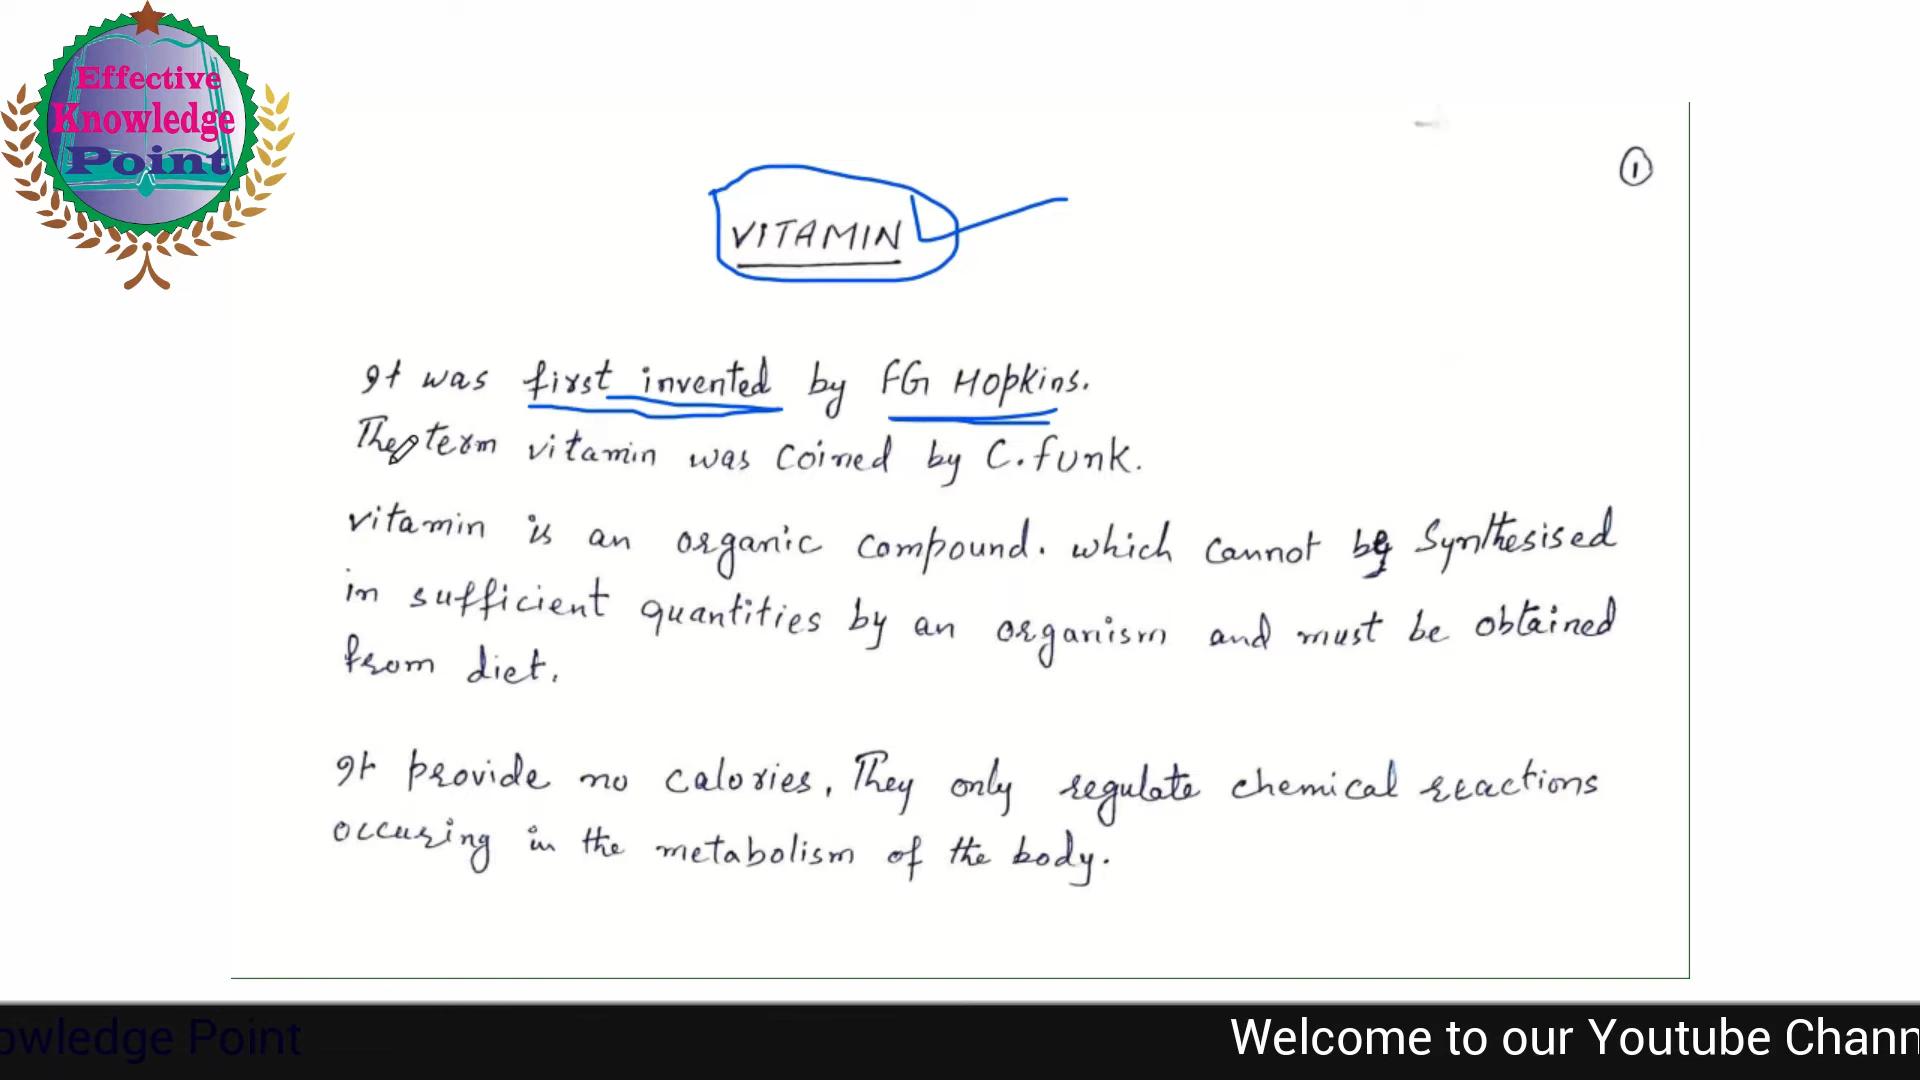 Effective
Knowledge
Point
1
VITAMIN
It was first invented by FG Hopkins.
The term vitamin was coined by C. funk.
vitamin is an organic compound. which cannot be Synthesised
in sufficient quantities by an organism and must be obtained
from diet.
It provide no calories, They only regulate chemical reactions
occuring in the metabolism of the body.
owledge Point
Welcome to our Youtube Chann